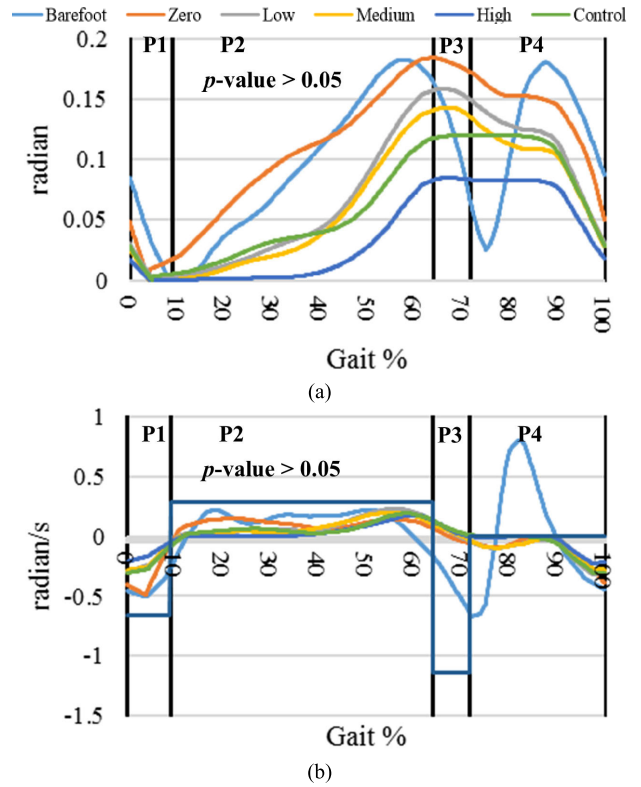 Barefoot Zero Low Medium High Control
0.2
P1 P2 P3 P4
p-value > 0.05
0.15
radian
0.1
0.05
0
0 10 20 30 40 50 60 70 80 90 100
Gait %
(a)
1
P1 P2 P3 P4
p-value > 0.05
0.5
radian/s
0
0 10 20 30 40 50 60 70 80 90 100
-0.5
-1
-1.5
Gait %
(b)